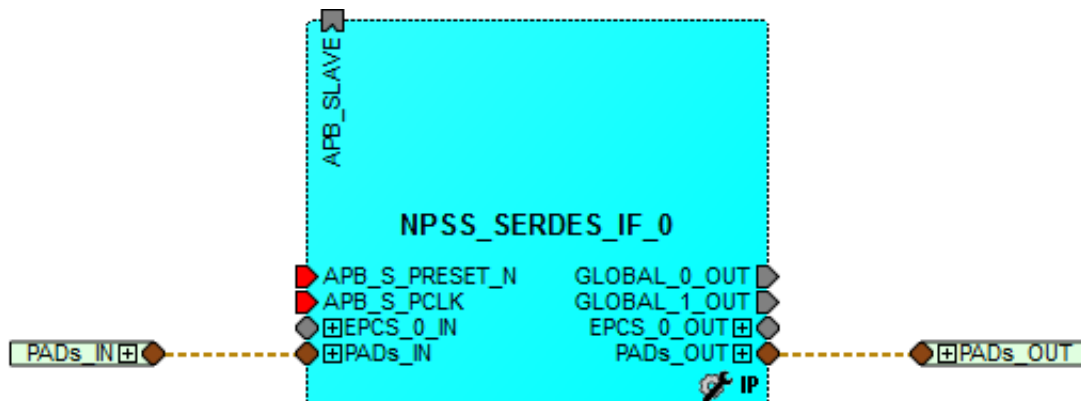 APB_SLAVE
NPSS_SERDES_IF_0
APB_S_PRESET_N GLOBAL_0_OUT
APB_S_PCLK GLOBAL_1_OUT
EPCS_0_IN EPCS_0_OUT
PADs_IN PADs_IN PADs_OUT PADs_OUT
IP